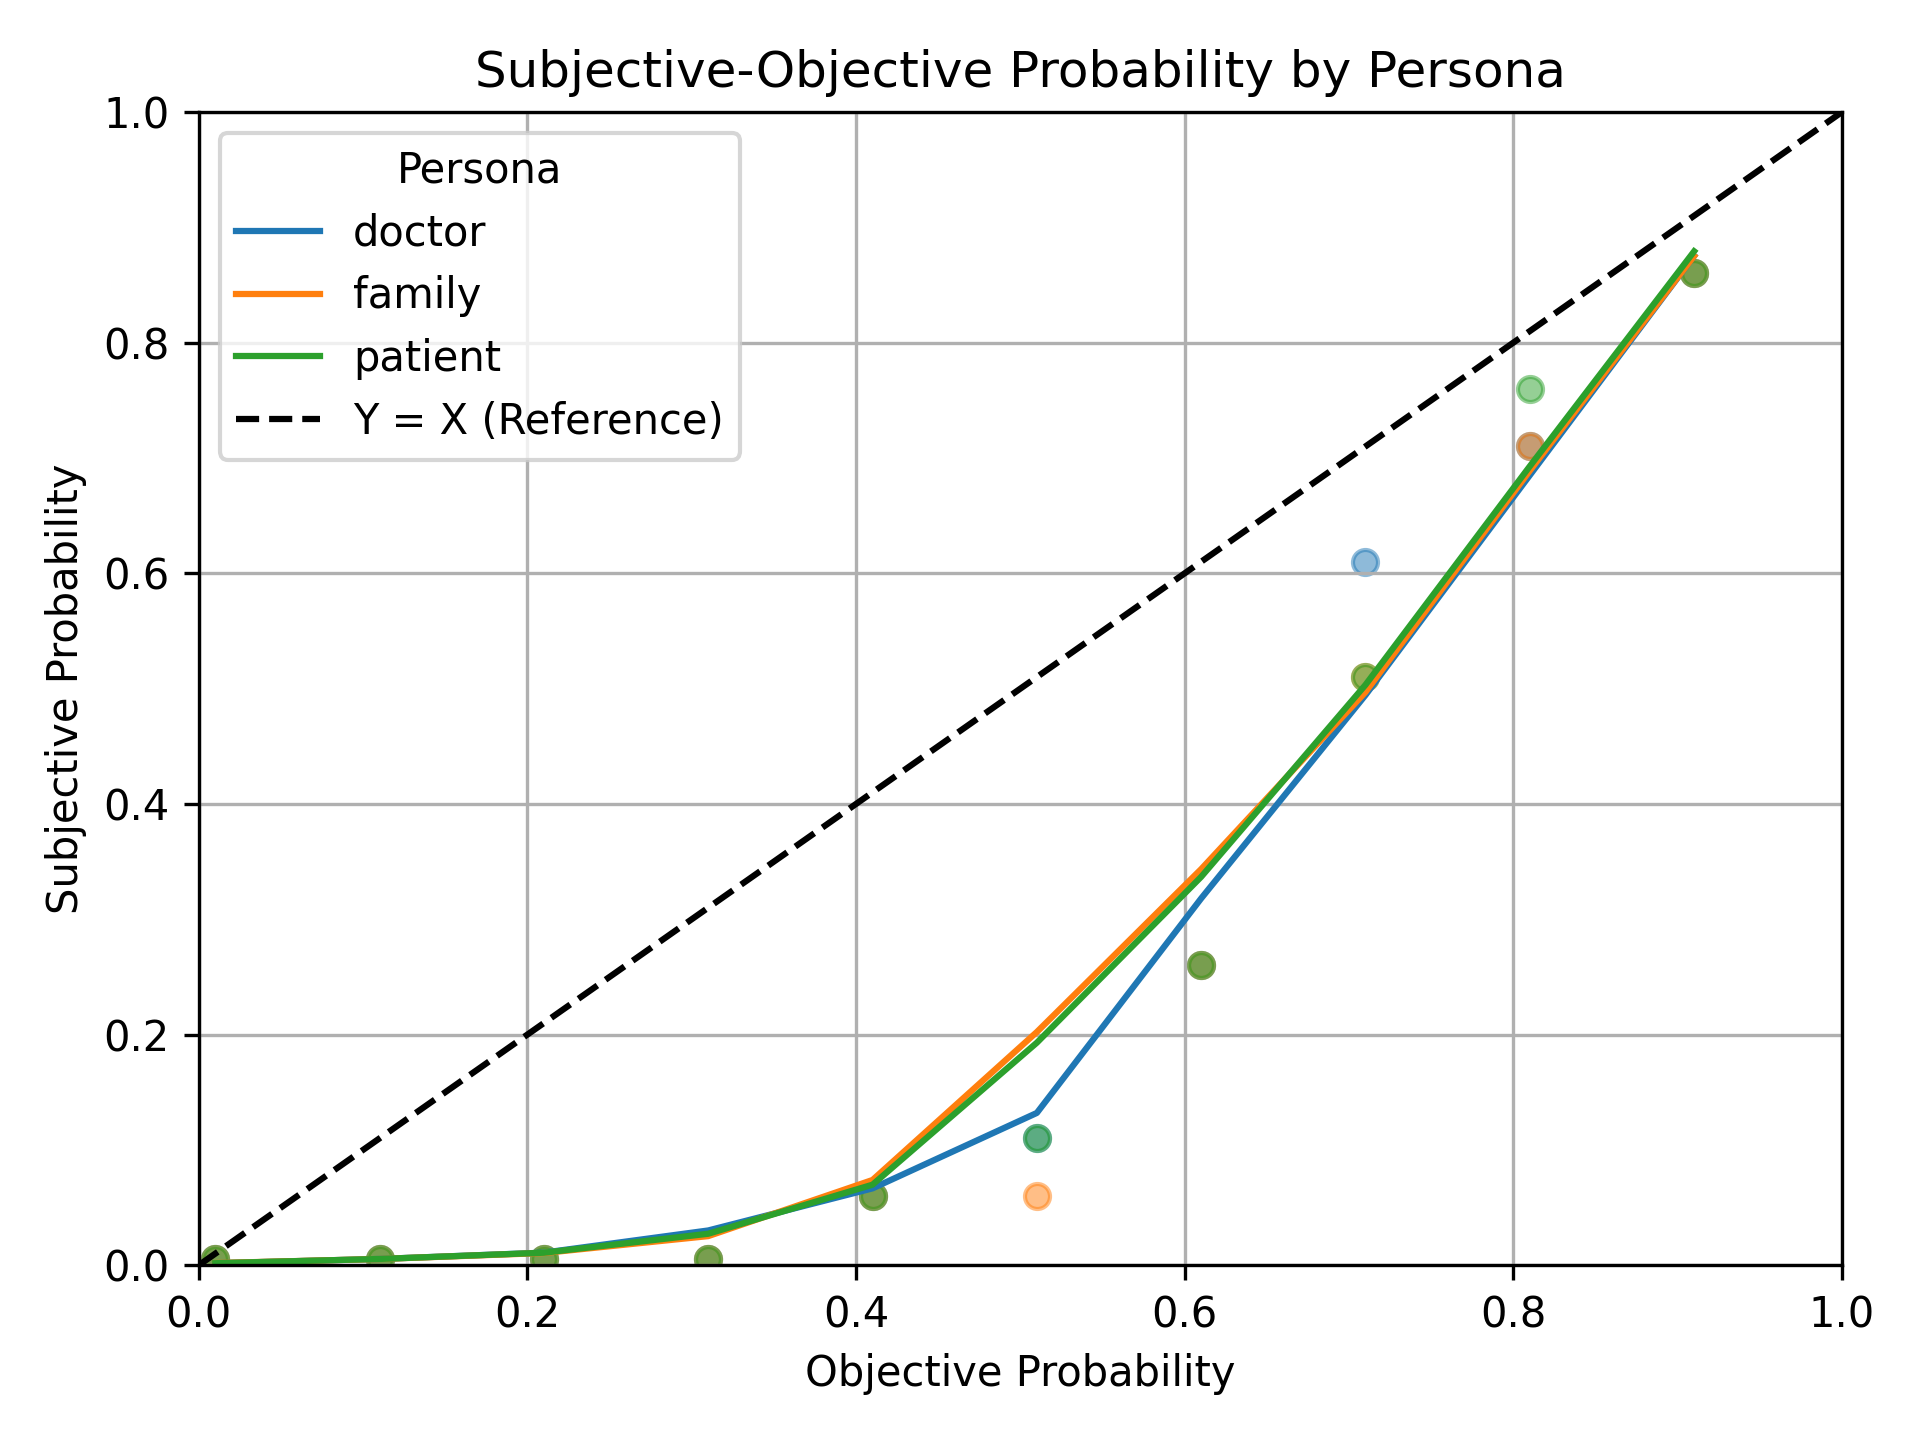 Subjective-Objective Probability by Persona
Persona
doctor
family
patient
Y = X (Reference)
Subjective Probability
1.0
0.8
0.6
0.4
0.2
0.0
0.0 0.2 0.4 0.6 0.8 1.0
Objective Probability